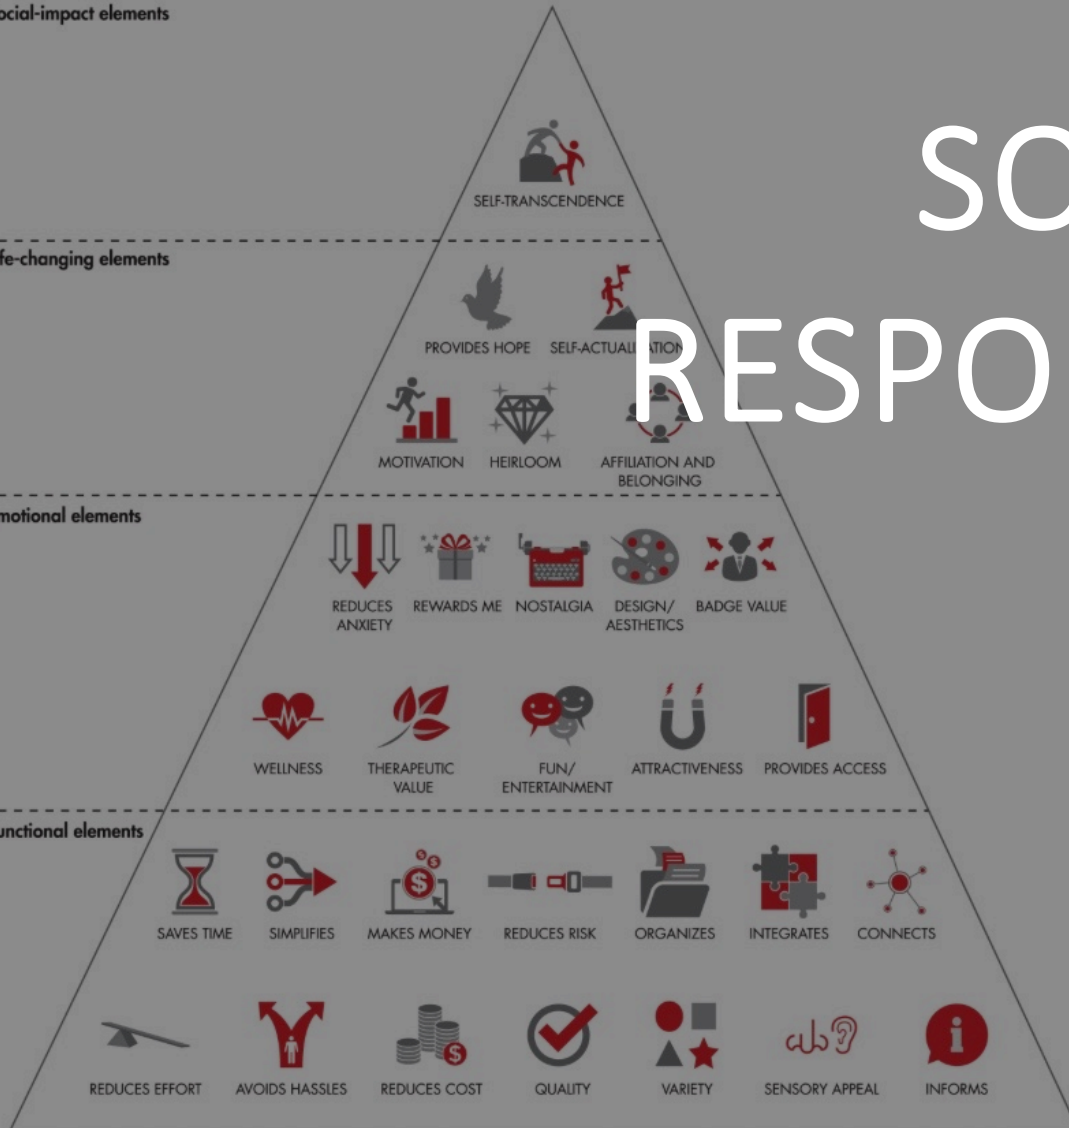 ocial-impact elements
SO
SELF-TRANSCENDENCE
fe-changing elements
RESPO
PROVIDES HOPE SELF-ACTUALIZATION
MOTIVATION HEIRLOOM AFFILIATION AND
BELONGING
motional elements
REDUCES REWARDS ME NOSTALGIA DESIGN/ BADGE VALUE
ANXIETY AESTHETICS
WELLNESS THERAPEUTIC FUN/ ATTRACTIVENESS PROVIDES ACCESS
VALUE ENTERTAINMENT
unctional elements
SAVES TIME SIMPLIFIES MAKES MONEY REDUCES RISK ORGANIZES INTEGRATES CONNECTS
REDUCES EFFORT AVOIDS HASSLES REDUCES COST QUALITY VARIETY SENSORY APPEAL INFORMS